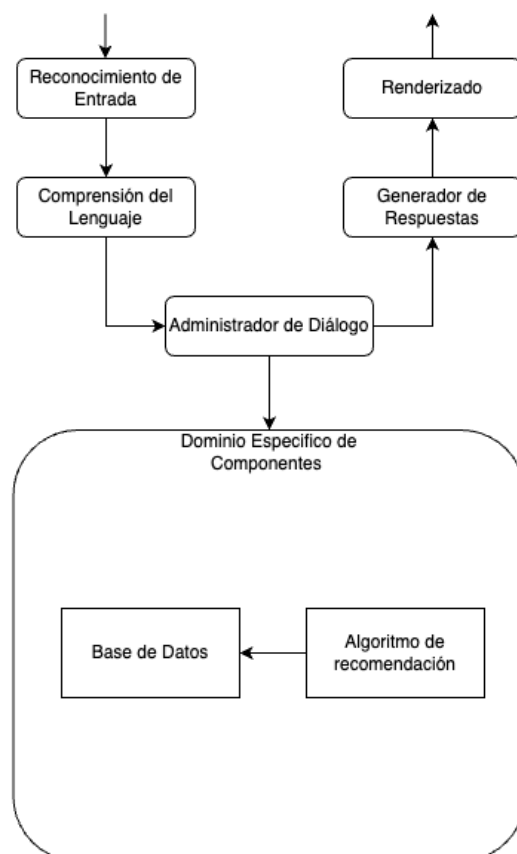 Reconocimiento de
Entrada
Renderizado
Comprensión del
Lenguaje
Generador de
Respuestas
Administrador de Diálogo
Dominio Especifico de
Componentes
Base de Datos
Algoritmo de
recomendación